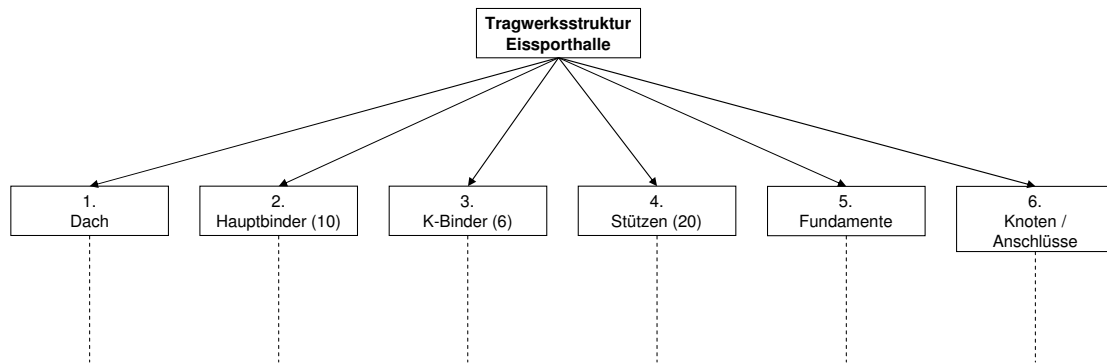 Tragwerksstruktur
Eissporthalle
1.
Dach
2.
Hauptbinder (10)
3.
K-Binder (6)
4.
Stützen (20)
5.
Fundamente
6.
Knoten /
Anschlüsse